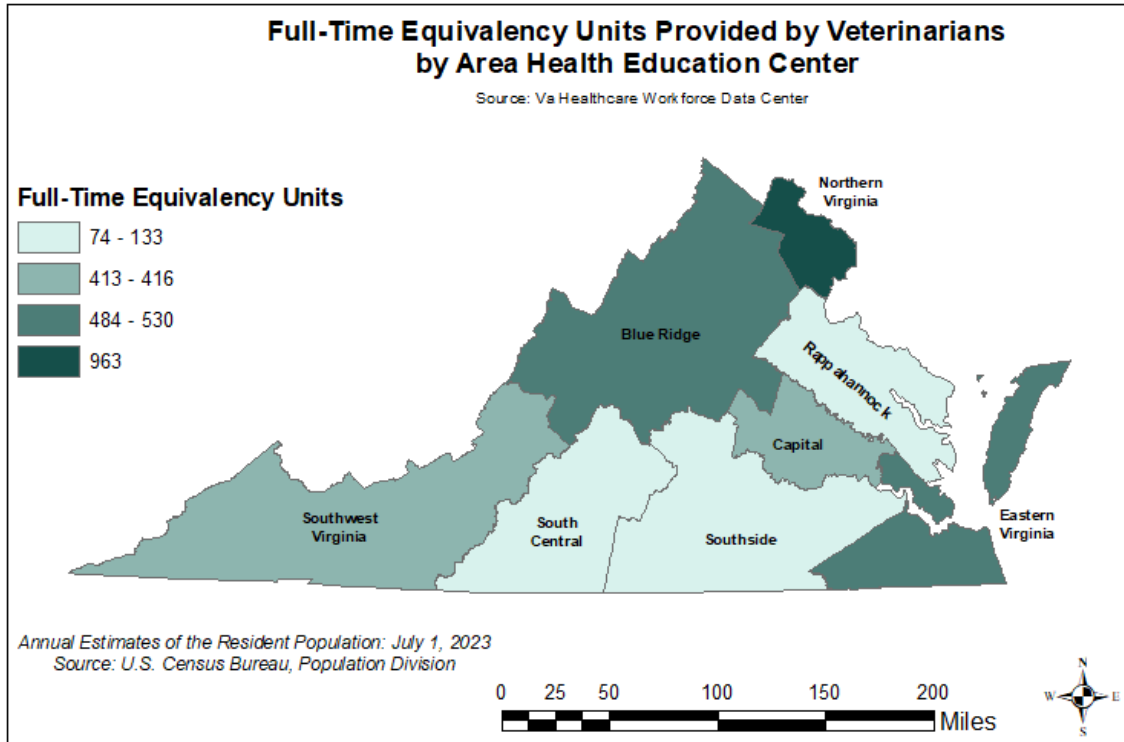 Full-Time Equivalency Units Provided by Veterinarians
by Area Health Education Center
Source: Va Healthcare Workforce Data Center
Full-Time Equivalency Units
74 - 133
413 - 416
484 - 530
963
Northern
Virginia
Blue Ridge
Rappahannock
Capital
Southwest
Virginia
South
Central
Southside
Eastern
Virginia
Annual Estimates of the Resident Population: July 1, 2023
Source: U.S. Census Bureau, Population Division
0 25 50 100 150 200
Miles
N
W E
S